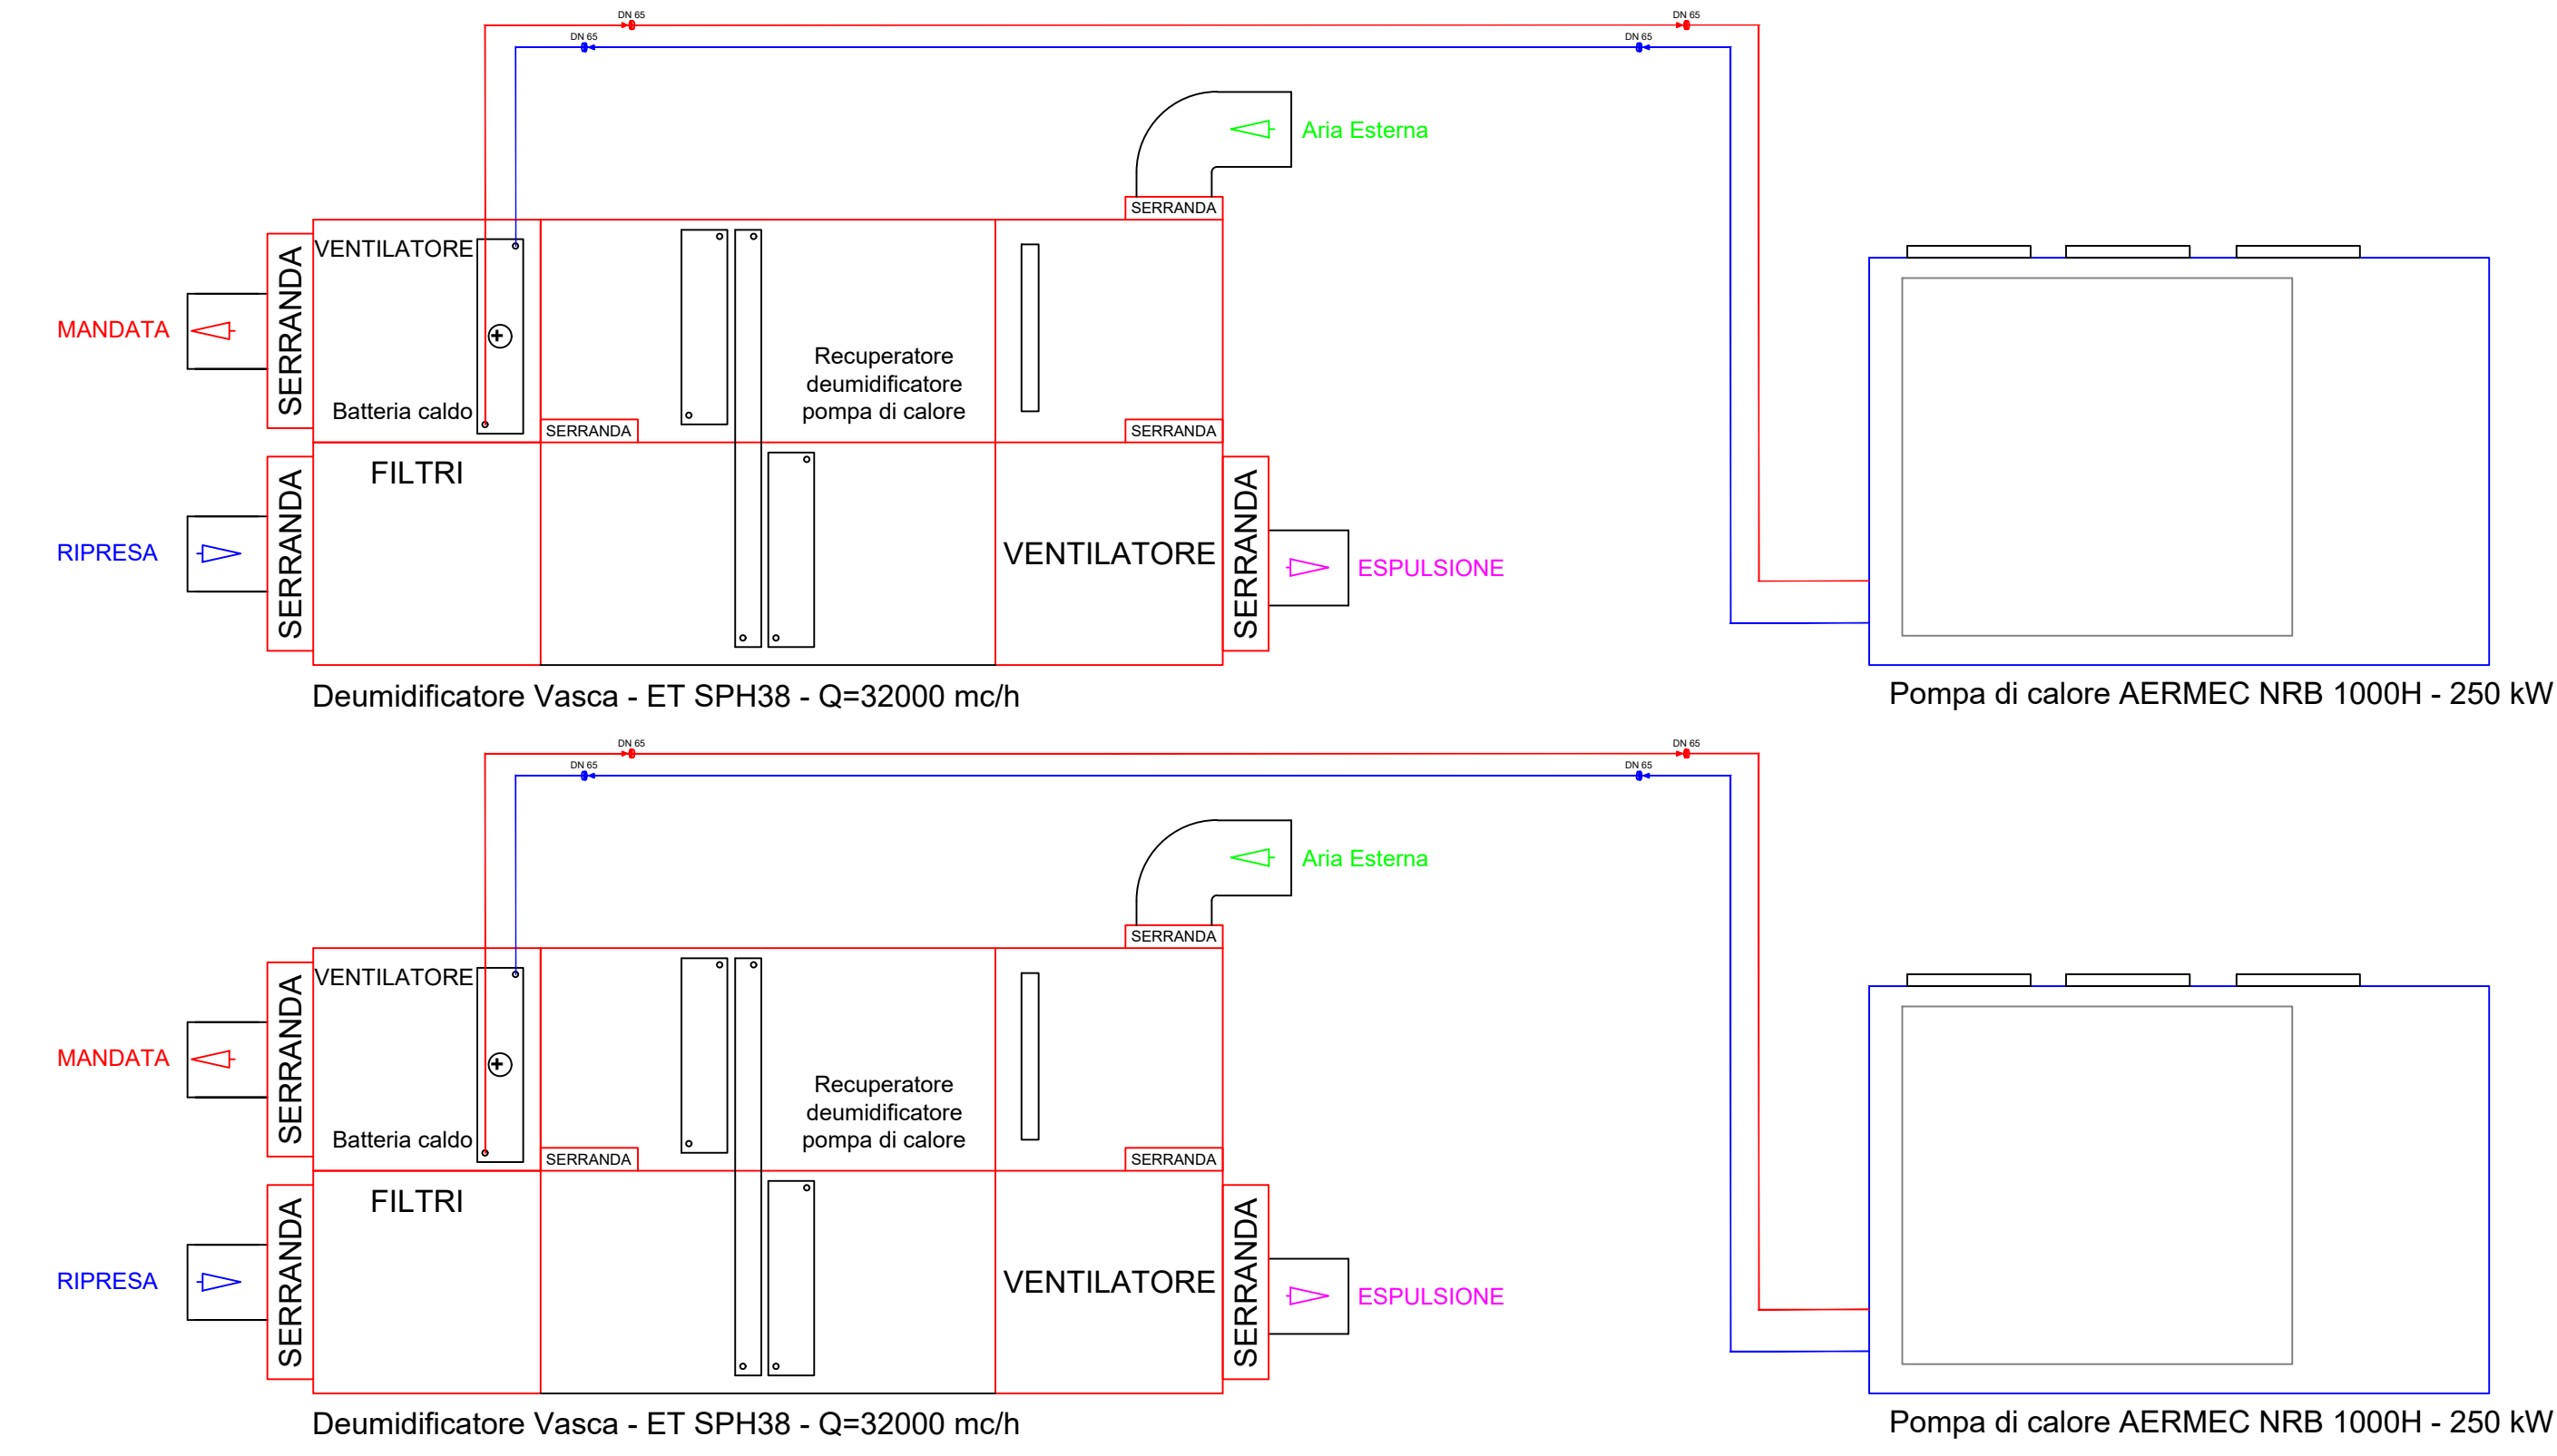 DN 65
DN 65
DN 65
DN 65
Aria Esterna
SERRANDA
VENTILATORE
SERRANDA
MANDATA
Recuperatore
deumidificatore
pompa di calore
Batteria caldo
SERRANDA
SERRANDA
FILTRI
SERRANDA
RIPRESA
VENTILATORE
SERRANDA
ESPULSIONE
Deumidificatore Vasca - ET SPH38 - Q=32000 mc/h
Pompa di calore AERMEC NRB 1000H - 250 kW
DN 65
DN 65
DN 65
DN 65
Aria Esterna
SERRANDA
VENTILATORE
SERRANDA
MANDATA
Recuperatore
deumidificatore
pompa di calore
Batteria caldo
SERRANDA
SERRANDA
FILTRI
SERRANDA
RIPRESA
VENTILATORE
SERRANDA
ESPULSIONE
Deumidificatore Vasca - ET SPH38 - Q=32000 mc/h
Pompa di calore AERMEC NRB 1000H - 250 kW